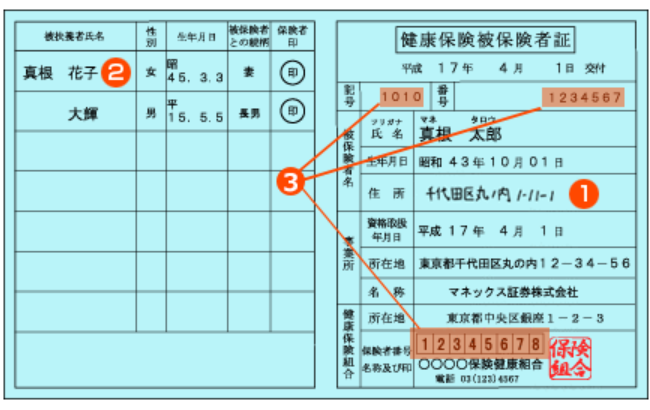 被扶養者氏名 性別 生年月日 被保険者との続柄 保険者印
真根 花子 2 女 昭45. 3. 3 妻 印
大輝 男 平15. 5. 5 長男 印
3
健康保険被保険者証
平成 17年 4月 1日 交付
記号 1010 番号 1234567
被保険者名
フリガナ マネ タロウ
氏名 真根 太郎
生年月日 昭和 43年10月01日
住所 千代田区丸ノ内 1-11-1 1
資格取扱年月日 平成 17年 4月 1日
事業所
所在地 東京都千代田区丸の内12-34-56
名称 マネックス証券株式会社
健康保険組合
所在地 東京都中央区銀座1-2-3
保険者番号 12345678
名称及び印 〇〇〇〇保険健康組合
電話 03(123)4567
保険組合